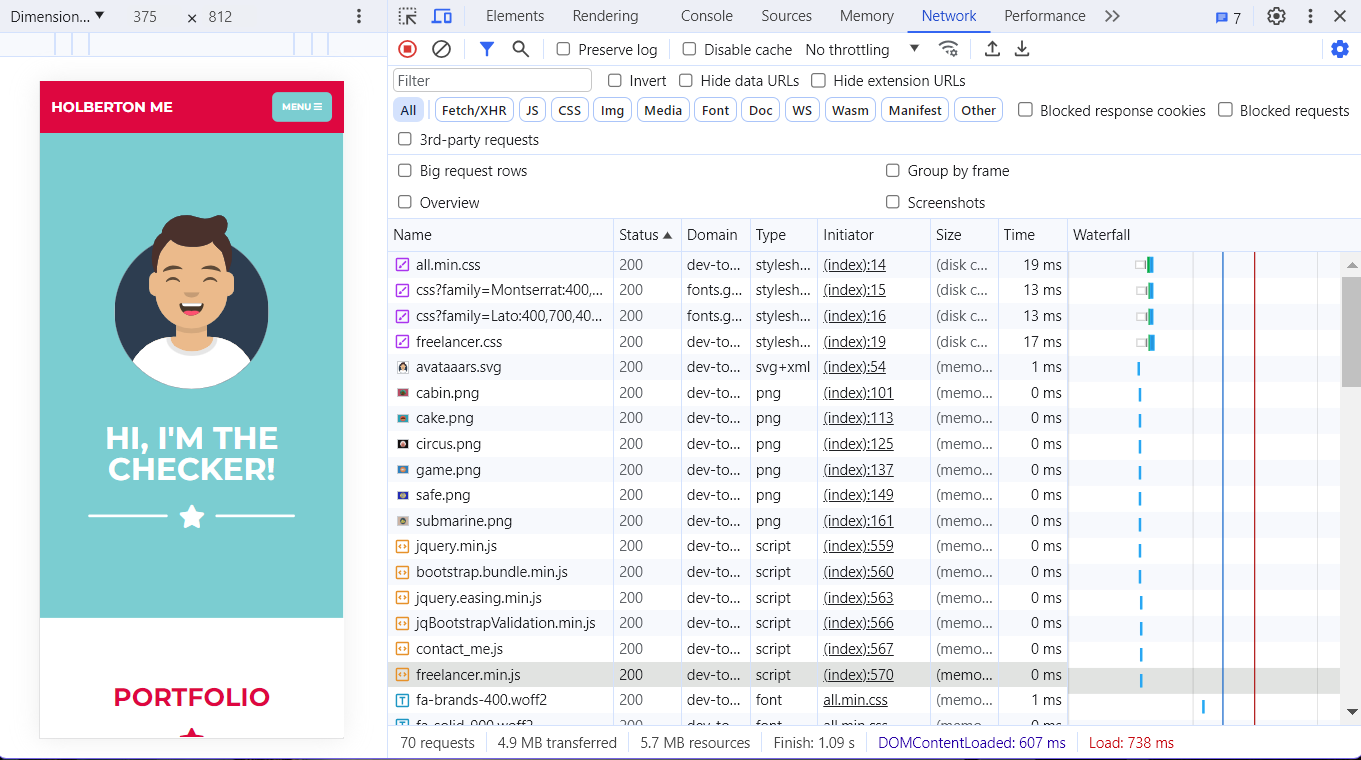 Dimension... 375 × 812
Elements Rendering Console Sources Memory Network Performance 7
Preserve log Disable cache No throttling
Filter Invert Hide data URLs Hide extension URLs
All Fetch/XHR JS CSS Img Media Font Doc WS Wasm Manifest Other Blocked response cookies Blocked requests
3rd-party requests
Big request rows Group by frame
Overview Screenshots
Name Status Domain Type Initiator Size Time Waterfall
all.min.css 200 dev-to... stylesh... (index):14 (disk c... 19 ms
css?family=Montserrat:400,... 200 fonts.g... stylesh... (index):15 (disk c... 13 ms
css?family=Lato:400,700,40... 200 fonts.g... stylesh... (index):16 (disk c... 13 ms
freelancer.css 200 dev-to... stylesh... (index):19 (disk c... 17 ms
avataaars.svg 200 dev-to... svg+xml (index):54 (memo... 1 ms
cabin.png 200 dev-to... png (index):101 (memo... 0 ms
cake.png 200 dev-to... png (index):113 (memo... 0 ms
circus.png 200 dev-to... png (index):125 (memo... 0 ms
game.png 200 dev-to... png (index):137 (memo... 0 ms
safe.png 200 dev-to... png (index):149 (memo... 0 ms
submarine.png 200 dev-to... png (index):161 (memo... 0 ms
jquery.min.js 200 dev-to... script (index):559 (memo... 0 ms
bootstrap.bundle.min.js 200 dev-to... script (index):560 (memo... 0 ms
jquery.easing.min.js 200 dev-to... script (index):563 (memo... 0 ms
jqBootstrapValidation.min.js 200 dev-to... script (index):566 (memo... 0 ms
contact_me.js 200 dev-to... script (index):567 (memo... 0 ms
freelancer.min.js 200 dev-to... script (index):570 (memo... 0 ms
fa-brands-400.woff2 200 dev-to... font all.min.css (memo... 1 ms
fa-solid-900.woff2 200 dev-to... font all.min.css (memo... 0 ms
70 requests 4.9 MB transferred 5.7 MB resources Finish: 1.09 s DOMContentLoaded: 607 ms Load: 738 ms
HOLBERTON ME MENU
HI, I'M THE
CHECKER!
PORTFOLIO